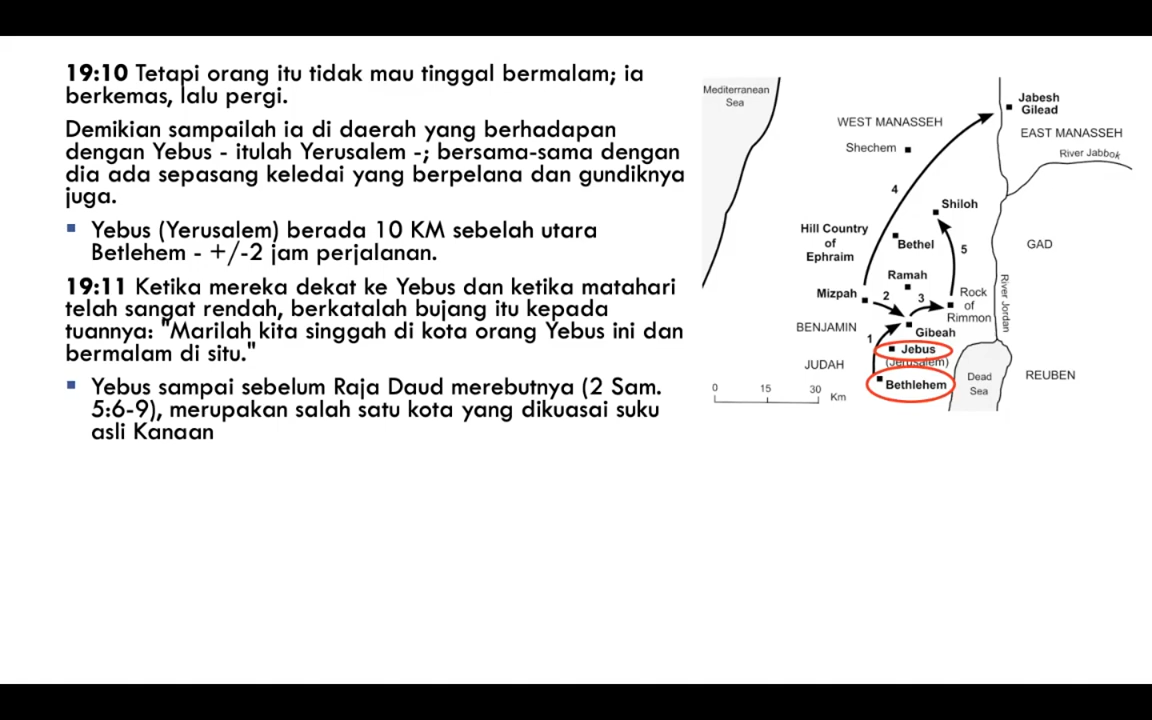 19:10 Tetapi orang itu tidak mau tinggal bermalam; ia
berkemas, lalu pergi.
Demikian sampailah ia di daerah yang berhadapan
dengan Yebus - itulah Yerusalem -; bersama-sama dengan
dia ada sepasang keledai yang berpelana dan gundiknya
juga.
Yebus (Yerusalem) berada 10 KM sebelah utara
Betlehem - +/-2 jam perjalanan.
19:11 Ketika mereka dekat ke Yebus dan ketika matahari
telah sangat rendah, berkatalah bujang itu kepada
tuannya: "Marilah kita singgah di kota orang Yebus ini dan
bermalam di situ."
Yebus sampai sebelum Raja Daud merebutnya (2 Sam.
5:6-9), merupakan salah satu kota yang dikuasai suku
asli Kanaan
Mediterranean
Sea
Jabesh
Gilead
WEST MANASSEH
EAST MANASSEH
Shechem
River Jabbok
4
Shiloh
Hill Country
of
Ephraim
Bethel
5
GAD
Ramah
River Jordan
Mizpah
2
3
Rock
of
Rimmon
BENJAMIN
Gibeah
1
Jebus
(Jerusalem)
JUDAH
Dead
Sea
REUBEN
Bethlehem
0 15 30
Km